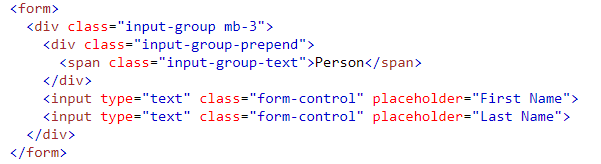 <form>
<div class="input-group mb-3">
<div class="input-group-prepend">
<span class="input-group-text">Person</span>
</div>
<input type="text" class="form-control" placeholder="First Name">
<input type="text" class="form-control" placeholder="Last Name">
</div>
</form>